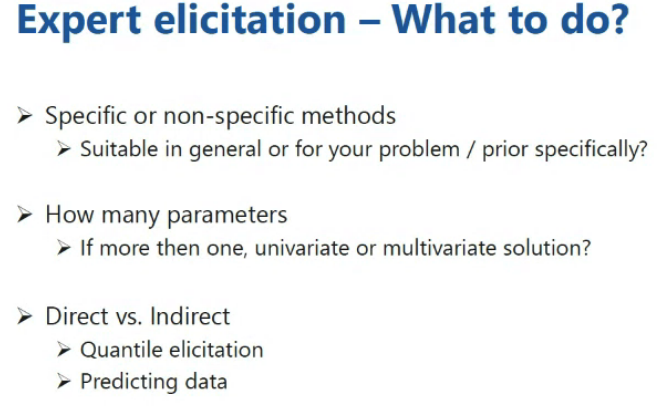 Expert elicitation – What to do?
➢ Specific or non-specific methods
➢ Suitable in general or for your problem / prior specifically?
➢ How many parameters
➢ If more then one, univariate or multivariate solution?
➢ Direct vs. Indirect
➢ Quantile elicitation
➢ Predicting data